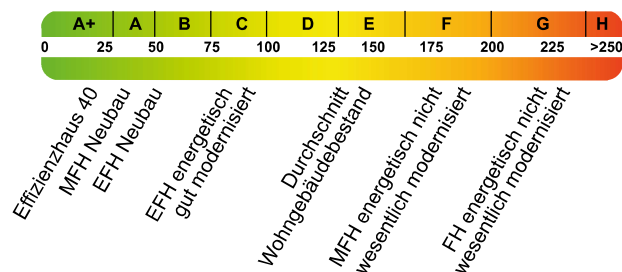 A+ A B C D E F G H
0 25 50 75 100 125 150 175 200 225 >250
Effizienzhaus 40
MFH Neubau
EFH Neubau
EFH energetisch
gut modernisiert
Durchschnitt
Wohngebäudebestand
MFH energetisch nicht
wesentlich modernisiert
FH energetisch nicht
wesentlich modernisiert